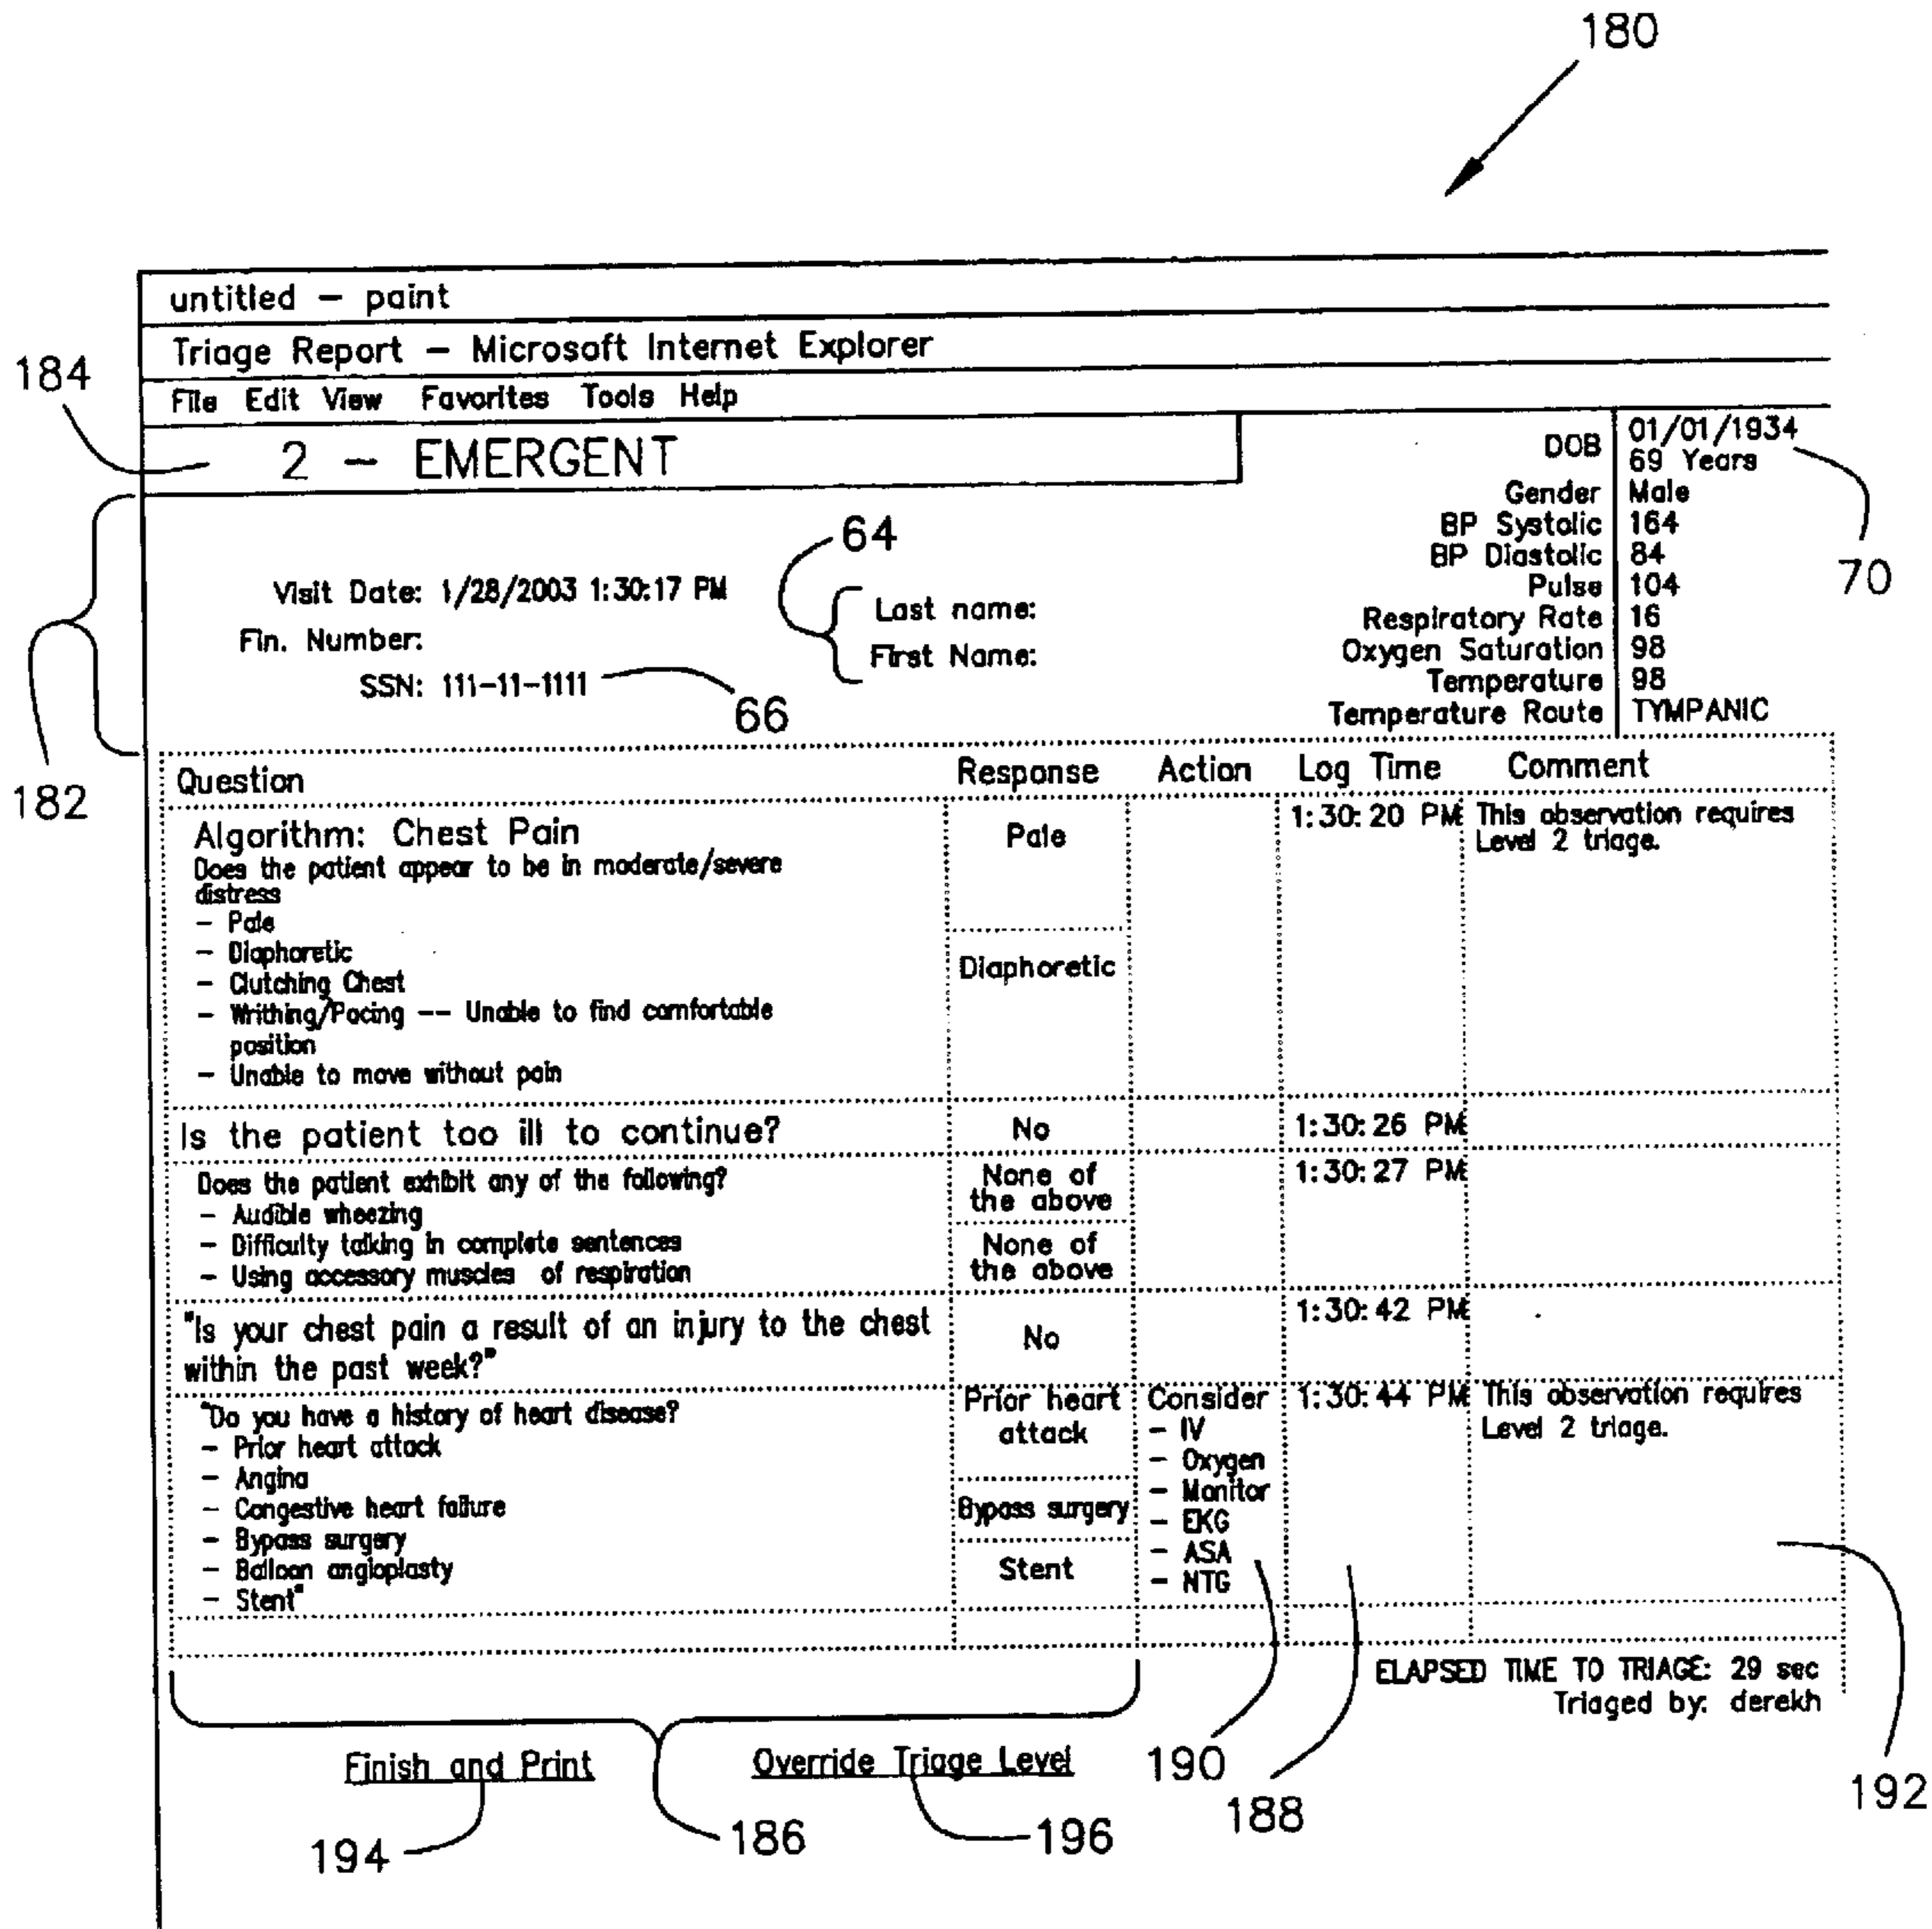 180
untitled – paint
Triage Report – Microsoft Internet Explorer
184
File Edit View Favorites Tools Help
2 – EMERGENT
DOB 01/01/1934
69 Years
Gender Male
BP Systolic 164
BP Diastolic 84
Pulse 104
Respiratory Rate 16
Oxygen Saturation 98
Temperature 98
Temperature Route TYMPANIC
70
64
Visit Date: 1/28/2003 1:30:17 PM
Fin. Number:
SSN: 111-11-1111
66
Last name:
First Name:
182
Question Response Action Log Time Comment
Algorithm: Chest Pain
Does the patient appear to be in moderate/severe
distress
– Pale
– Diaphoretic
– Clutching Chest
– Writhing/Pacing -- Unable to find comfortable
position
– Unable to move without pain
Pale
Diaphoretic
1:30:20 PM
This observation requires
Level 2 triage.
Is the patient too ill to continue? No 1:30:26 PM
Does the patient exhibit any of the following?
– Audible wheezing
– Difficulty talking in complete sentences
– Using accessory muscles of respiration
None of
the above
None of
the above
1:30:27 PM
"Is your chest pain a result of an injury to the chest
within the past week?"
No
1:30:42 PM
"Do you have a history of heart disease?
– Prior heart attack
– Angina
– Congestive heart failure
– Bypass surgery
– Balloon angioplasty
– Stent"
Prior heart
attack
Bypass surgery
Stent
Consider
– IV
– Oxygen
– Monitor
– EKG
– ASA
– NTG
1:30:44 PM
This observation requires
Level 2 triage.
ELAPSED TIME TO TRIAGE: 29 sec
Triaged by: derekh
Finish and Print
Override Triage Level
190
188
192
194
186
196